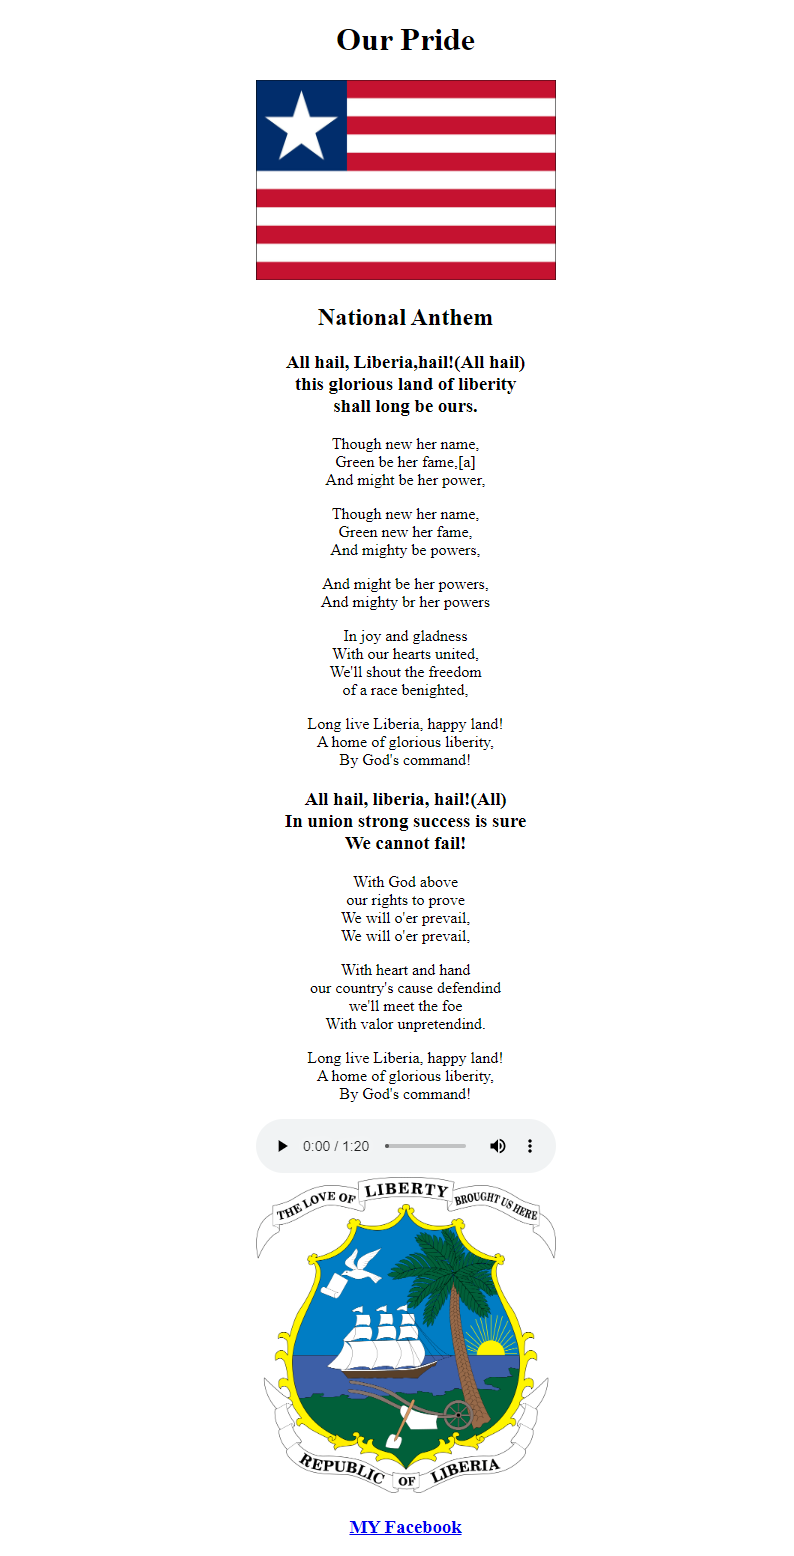 Our Pride
National Anthem
All hail, Liberia,hail!(All hail)
this glorious land of liberity
shall long be ours.
Though new her name,
Green be her fame,[a]
And might be her power,
Though new her name,
Green new her fame,
And mighty be powers,
And might be her powers,
And mighty br her powers
In joy and gladness
With our hearts united,
We'll shout the freedom
of a race benighted,
Long live Liberia, happy land!
A home of glorious liberity,
By God's command!
All hail, liberia, hail!(All)
In union strong success is sure
We cannot fail!
With God above
our rights to prove
We will o'er prevail,
We will o'er prevail,
With heart and hand
our country's cause defendind
we'll meet the foe
With valor unpretendind.
Long live Liberia, happy land!
A home of glorious liberity,
By God's command!
0:00 / 1:20
THE LOVE OF LIBERTY BROUGHT US HERE
REPUBLIC OF LIBERIA
MY Facebook